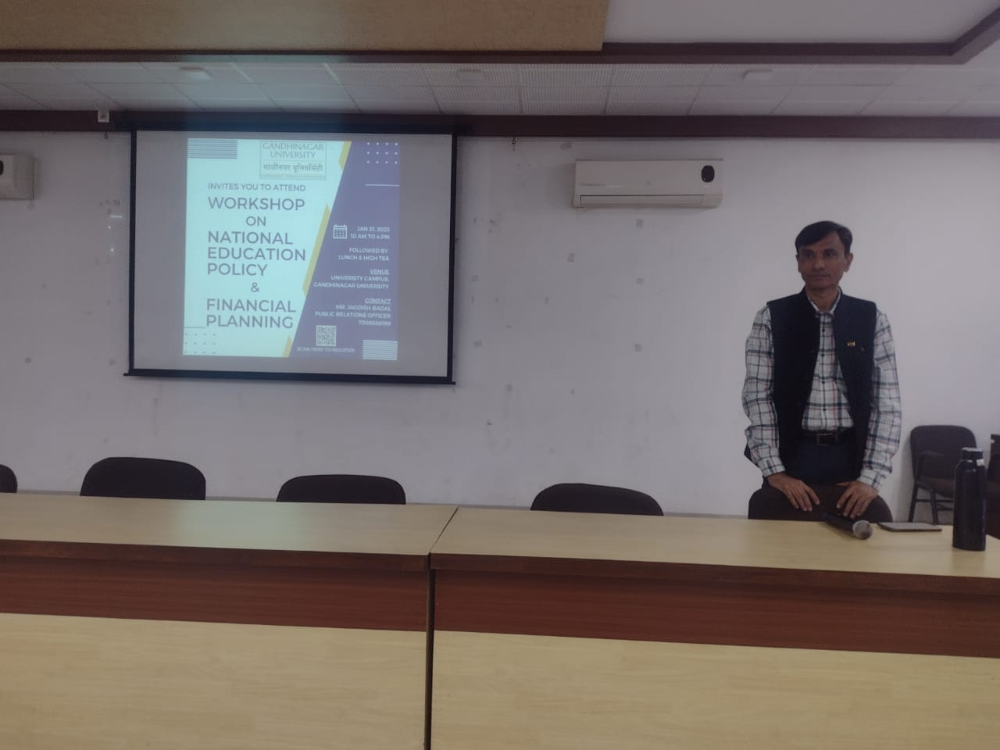 GANDHINAGAR
UNIVERSITY
गांधीनगर यूनिवर्सिटी
INVITES YOU TO ATTEND
WORKSHOP
ON
NATIONAL
EDUCATION
POLICY
&
FINANCIAL
PLANNING
JAN 21, 2023
10 AM TO 4 PM
FOLLOWED BY
LUNCH & HIGH TEA
VENUE
UNIVERSITY CAMPUS,
GANDHINAGAR UNIVERSITY
CONTACT
MR. JAGDISH BADAL
PUBLIC RELATIONS OFFICER
SCAN HERE TO REGISTER